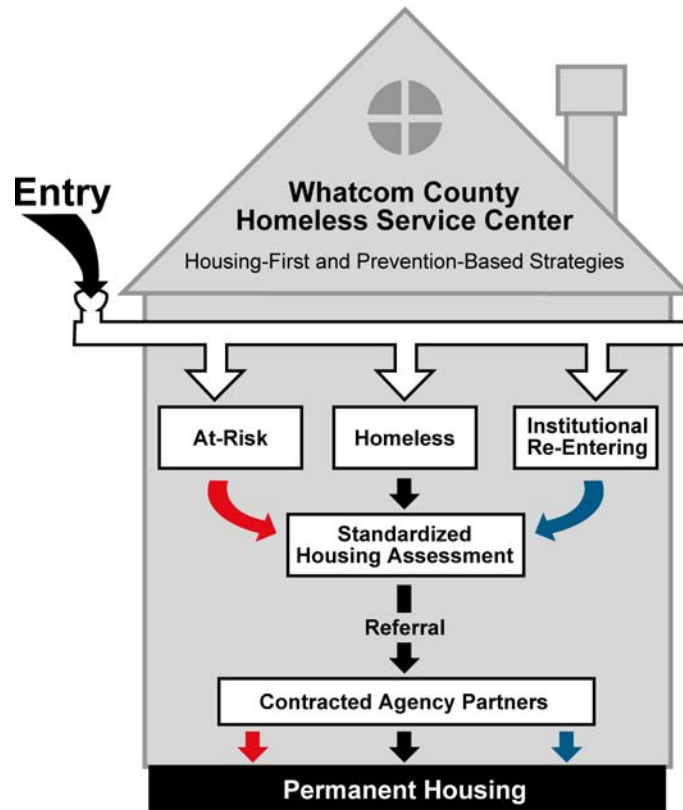 Entry
Whatcom County
Homeless Service Center
Housing-First and Prevention-Based Strategies
At-Risk
Homeless
Institutional
Re-Entering
Standardized
Housing Assessment
Referral
Contracted Agency Partners
Permanent Housing